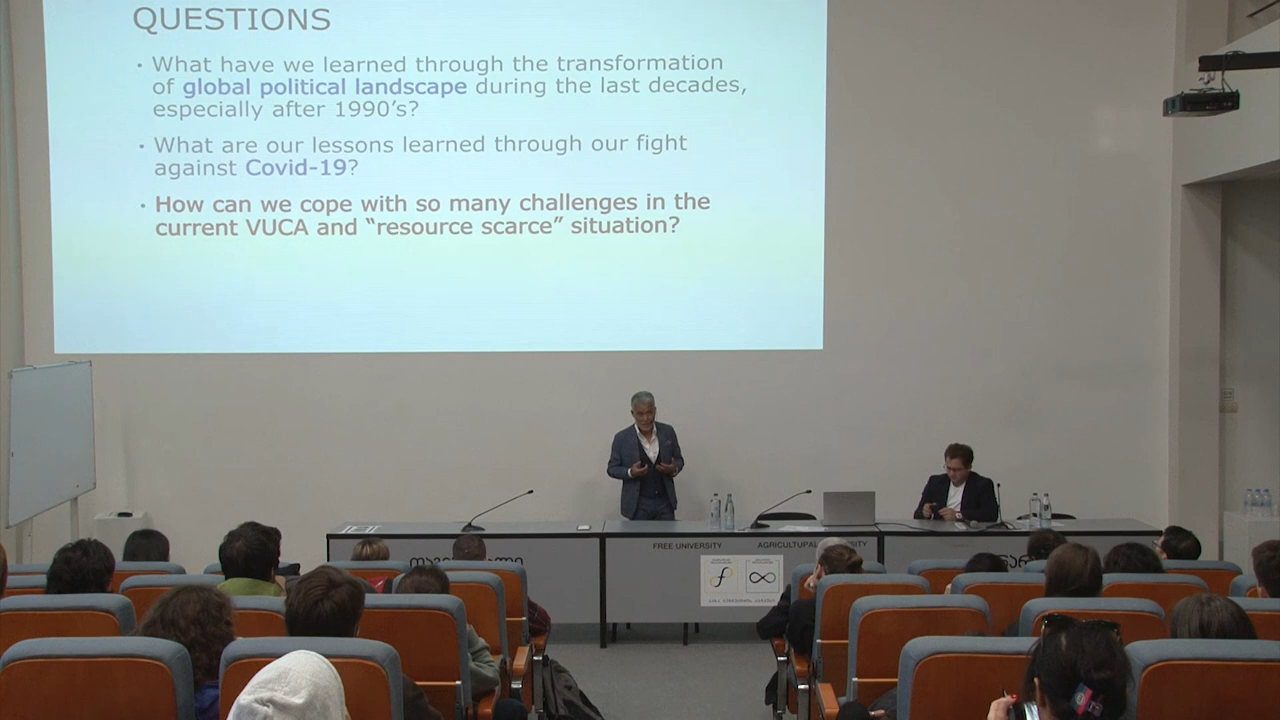 QUESTIONS
• What have we learned through the transformation
of global political landscape during the last decades,
especially after 1990's?
• What are our lessons learned through our fight
against Covid-19?
• How can we cope with so many challenges in the
current VUCA and “resource scarce” situation?
FREE UNIVERSITY